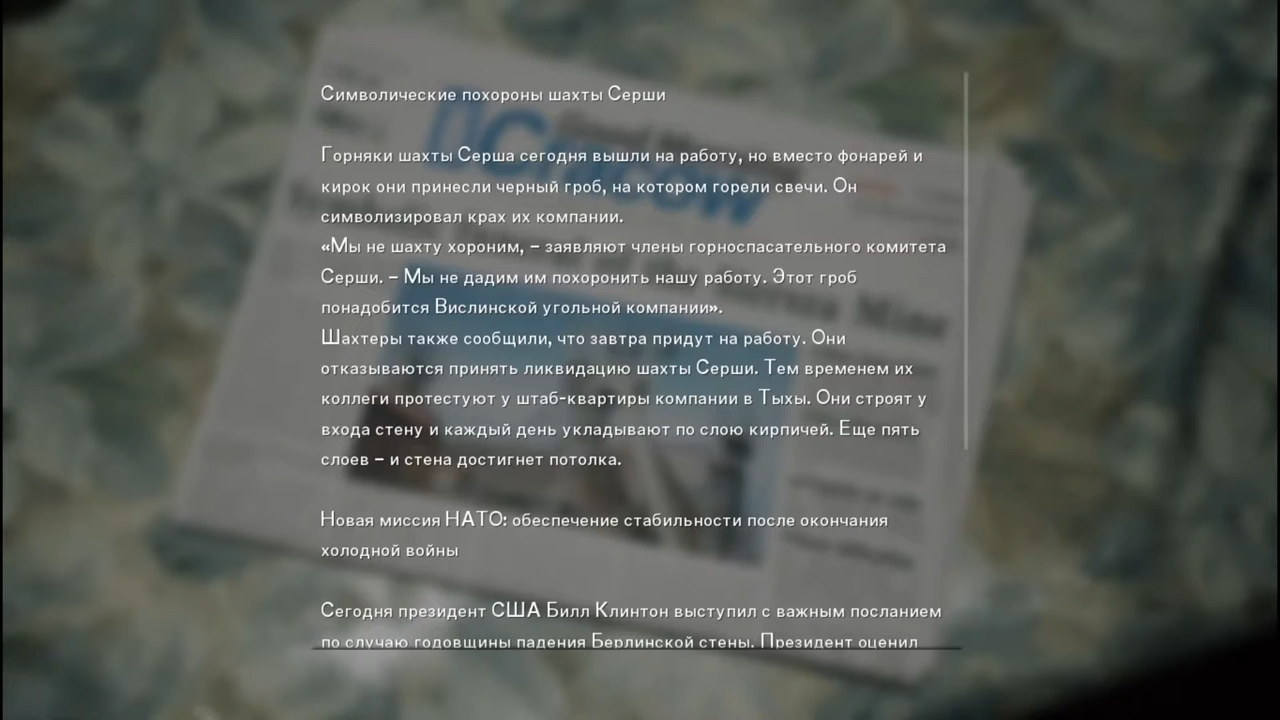 Символические похороны шахты Серши
Горняки шахты Серша сегодня вышли на работу, но вместо фонарей и
кирок они принесли черный гроб, на котором горели свечи. Он
символизировал крах их компании.
«Мы не шахту хороним, – заявляют члены горноспасательного комитета
Серши. – Мы не дадим им похоронить нашу работу. Этот гроб
понадобится Вислинской угольной компании».
Шахтеры также сообщили, что завтра придут на работу. Они
отказываются принять ликвидацию шахты Серши. Тем временем их
коллеги протестуют у штаб-квартиры компании в Тыхы. Они строят у
входа стену и каждый день укладывают по слою кирпичей. Еще пять
слоев – и стена достигнет потолка.
Новая миссия НАТО: обеспечение стабильности после окончания
холодной войны
Сегодня президент США Билл Клинтон выступил с важным посланием
по случаю годовщины падения Берлинской стены. Президент оценил